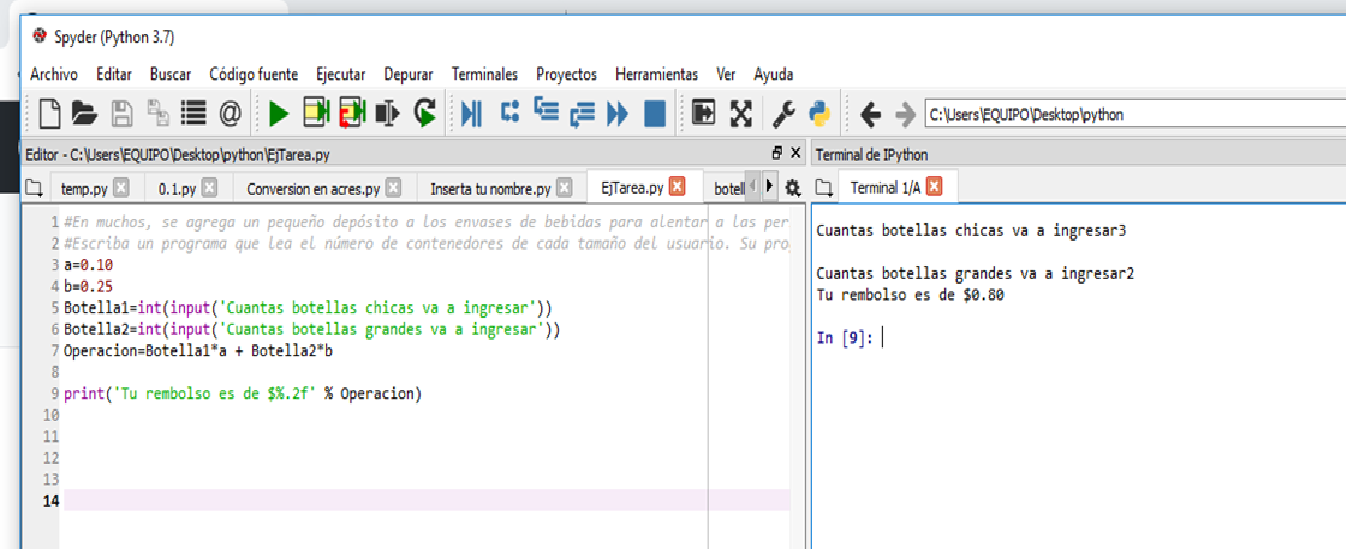 Spyder (Python 3.7)
Archivo Editar Buscar Código fuente Ejecutar Depurar Terminales Proyectos Herramientas Ver Ayuda
C:\Users\EQUIPO\Desktop\python
Editor - C:\Users\EQUIPO\Desktop\python\EjTarea.py
temp.py 0.1.py Conversion en acres.py Inserta tu nombre.py EjTarea.py botell
1 #En muchos, se agrega un pequeño depósito a los envases de bebidas para alentar a las per
2 #Escriba un programa que lea el número de contenedores de cada tamaño del usuario. Su pro
3 a=0.10
4 b=0.25
5 Botella1=int(input('Cuantas botellas chicas va a ingresar'))
6 Botella2=int(input('Cuantas botellas grandes va a ingresar'))
7 Operacion=Botella1*a + Botella2*b
8
9 print('Tu rembolso es de $%.2f' % Operacion)
10
11
12
13
14
Terminal de IPython
Terminal 1/A
Cuantas botellas chicas va a ingresar3
Cuantas botellas grandes va a ingresar2
Tu rembolso es de $0.80
In [9]: